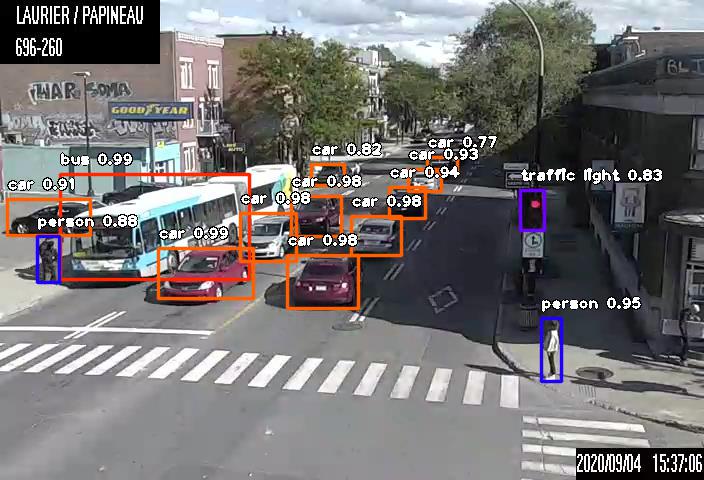 LAURIER / PAPINEAU
696-260
GOODYEAR
car 0.77
car 0.82
car 0.93
bus 0.99
car 0.94
traffic light 0.83
car 0.91
car 0.98
car 0.98
car 0.98
person 0.88
car 0.99
car 0.98
person 0.95
2020/09/04 15:37:06